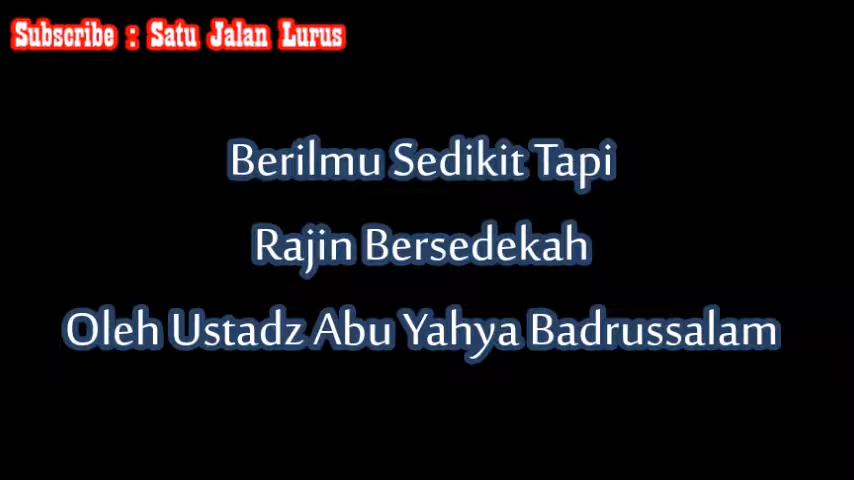 Subscribe : Satu Jalan Lurus
Berilmu Sedikit Tapi
Rajin Bersedekah
Oleh Ustadz Abu Yahya Badrussalam